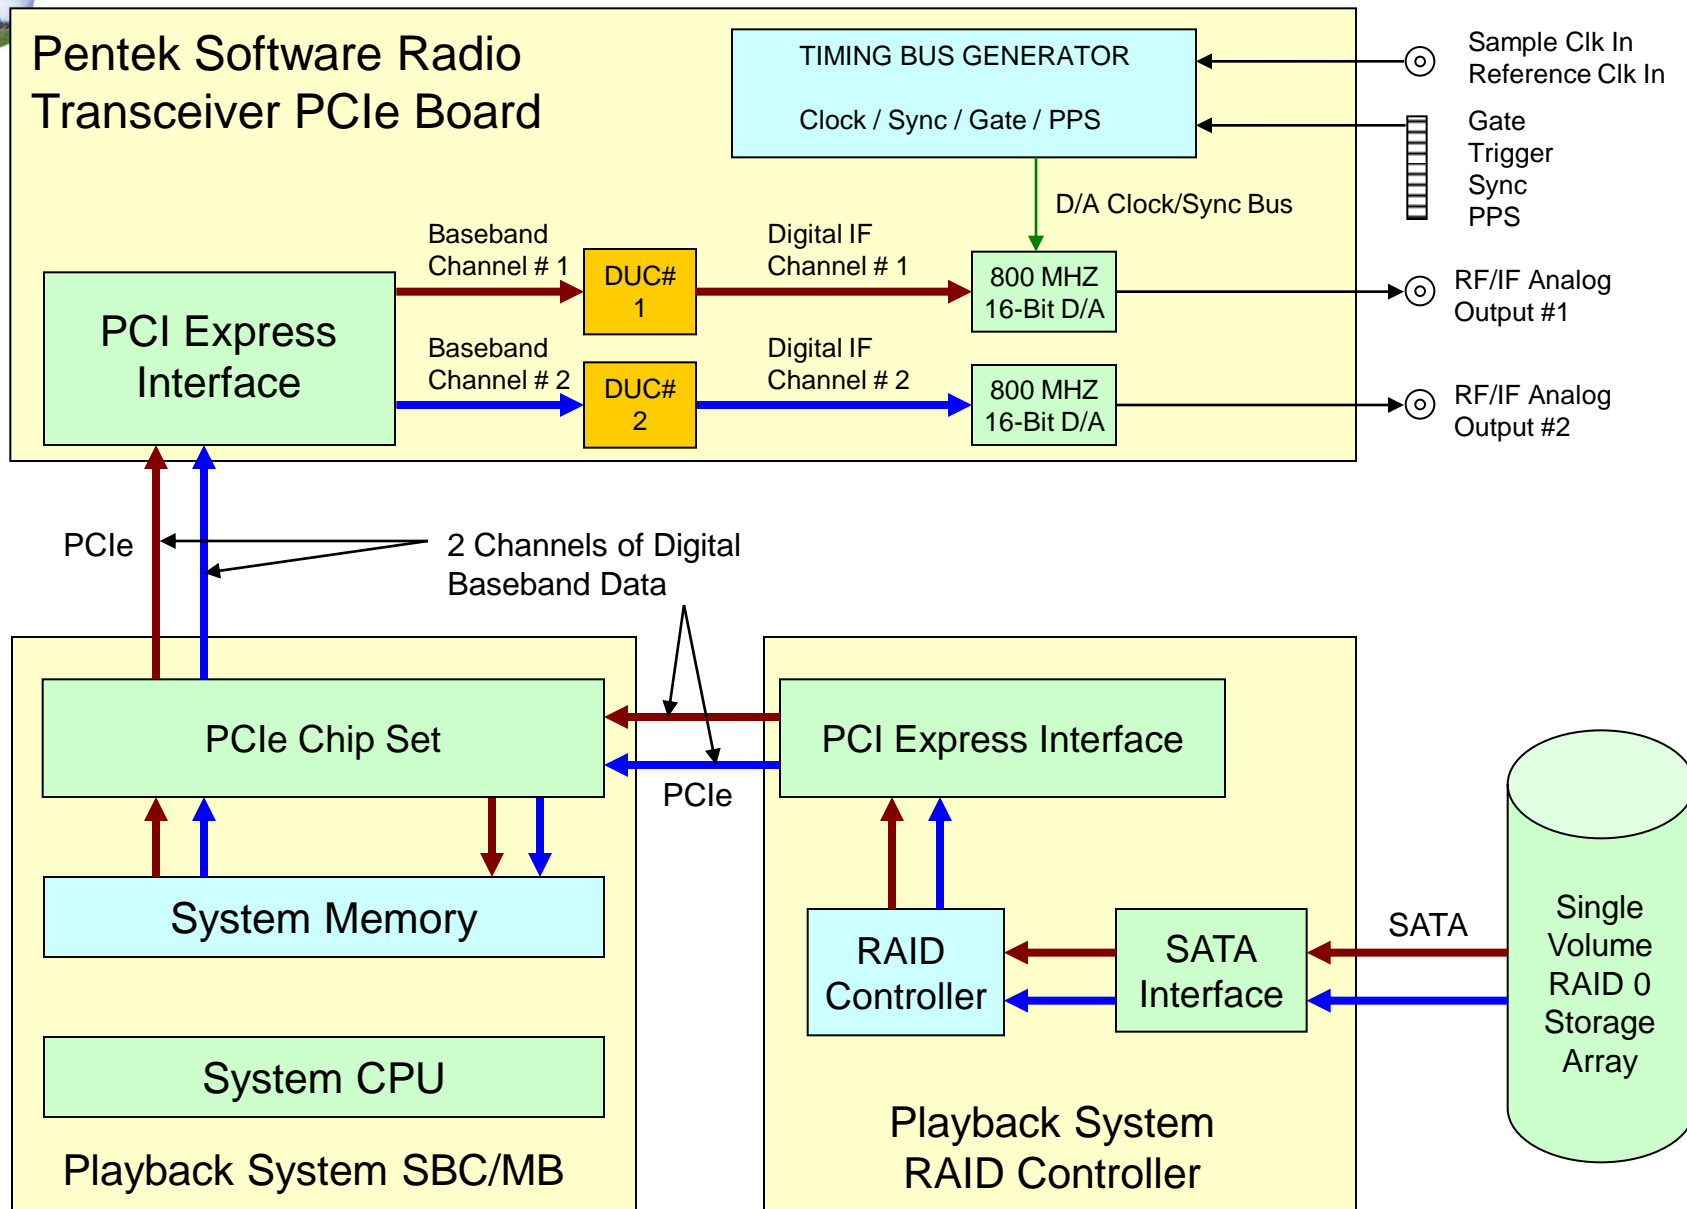 Pentek Software Radio
Transceiver PCIe Board
TIMING BUS GENERATOR
Clock / Sync / Gate / PPS
Sample Clk In
Reference Clk In
Gate
Trigger
Sync
PPS
D/A Clock/Sync Bus
Baseband
Channel # 1
DUC#
1
Digital IF
Channel # 1
800 MHZ
16-Bit D/A
RF/IF Analog
Output #1
PCI Express
Interface
Baseband
Channel # 2
DUC#
2
Digital IF
Channel # 2
800 MHZ
16-Bit D/A
RF/IF Analog
Output #2
PCIe
2 Channels of Digital
Baseband Data
PCIe Chip Set
PCIe
PCI Express Interface
System Memory
RAID
Controller
SATA
Interface
SATA
Single
Volume
RAID 0
Storage
Array
System CPU
Playback System SBC/MB
Playback System
RAID Controller